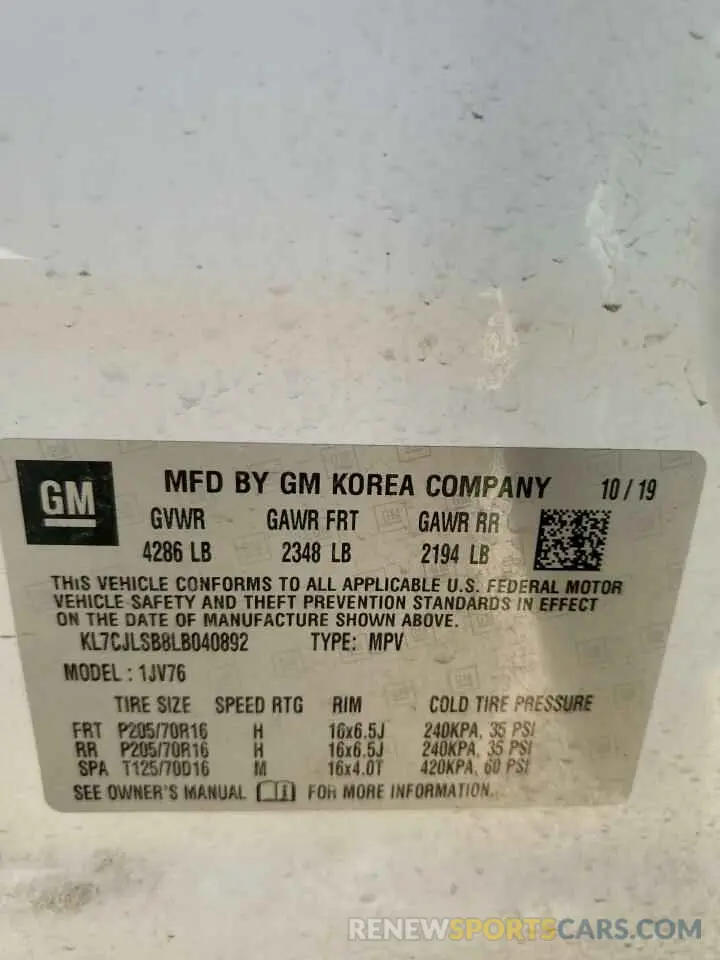 GM
MFD BY GM KOREA COMPANY 10/19
GVWR GAWR FRT GAWR RR
4286 LB 2348 LB 2194 LB
THIS VEHICLE CONFORMS TO ALL APPLICABLE U.S. FEDERAL MOTOR
VEHICLE SAFETY AND THEFT PREVENTION STANDARDS IN EFFECT
ON THE DATE OF MANUFACTURE SHOWN ABOVE.
KL7CJLSB8LB040892 TYPE: MPV
MODEL : 1JV76
TIRE SIZE SPEED RTG RIM COLD TIRE PRESSURE
FRT P205/70R16 H 16x6.5J 240KPA, 35 PSI
RR P205/70R16 H 16x6.5J 240KPA, 35 PSI
SPA T125/70D16 M 16x4.0T 420KPA, 60 PSI
SEE OWNER'S MANUAL FOR MORE INFORMATION.
RENEWSPORTSCARS.COM